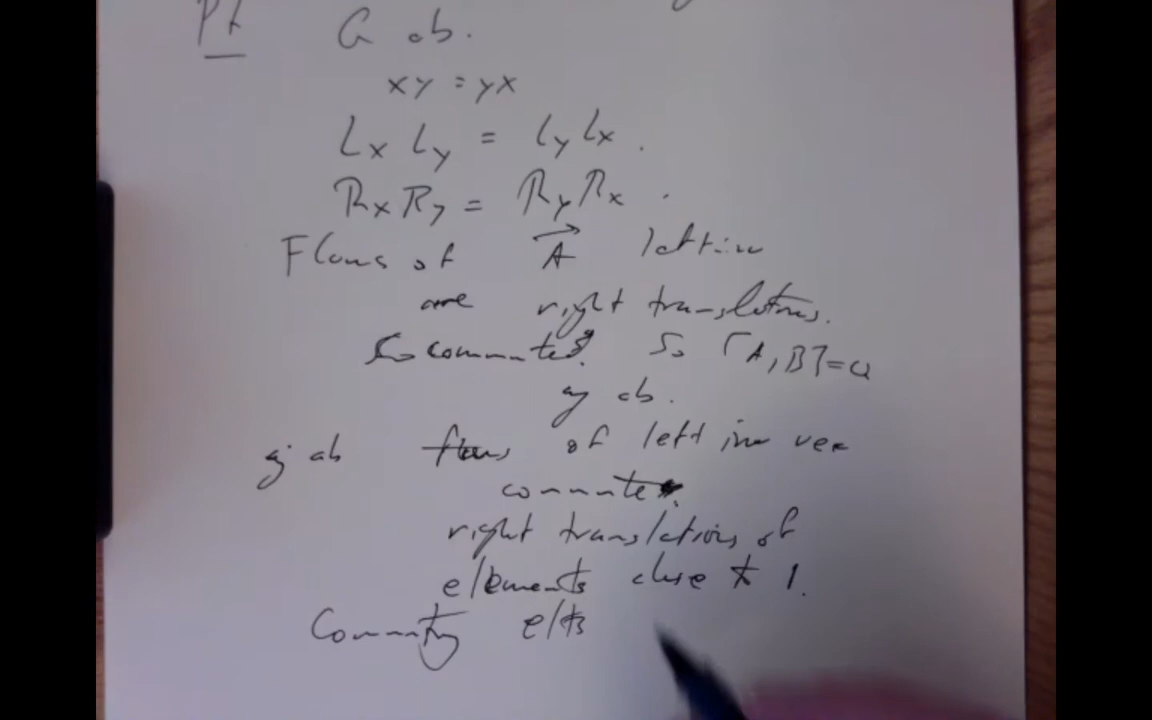 Pf G ab.
xy = yx
Lx Ly = Ly Lx.
Rx Ry = Ry Rx.
Flows of A left inv
are right translations.
So commutes. So [A,B]=0
g ab.
g ab flows of left inv vec
commute.
right translations of
elements close to 1.
Commuting elts